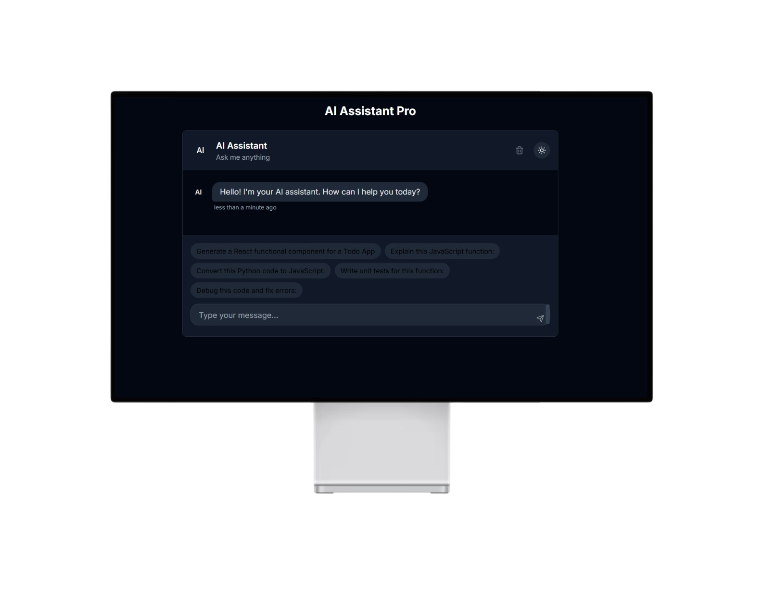 AI Assistant Pro
AI
AI Assistant
Ask me anything
AI
Hello! I'm your AI assistant. How can I help you today?
less than a minute ago
Generate a React functional component for a Todo App
Explain this JavaScript function:
Convert this Python code to JavaScript:
Write unit tests for this function:
Debug this code and fix errors:
Type your message...